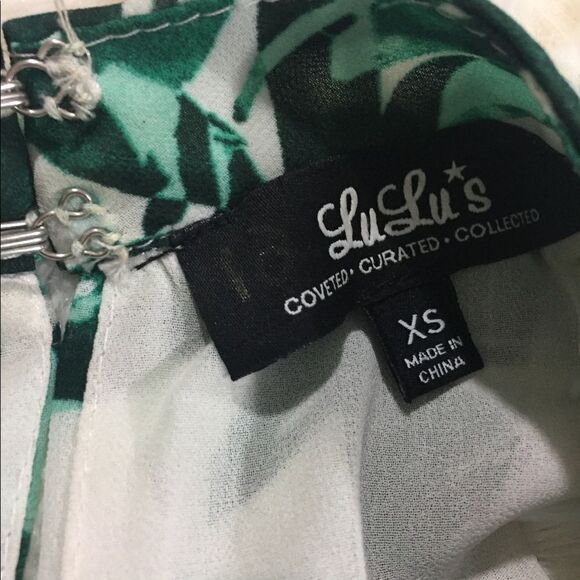 LuLu*s
COVETED • CURATED • COLLECTED
XS
MADE IN
CHINA